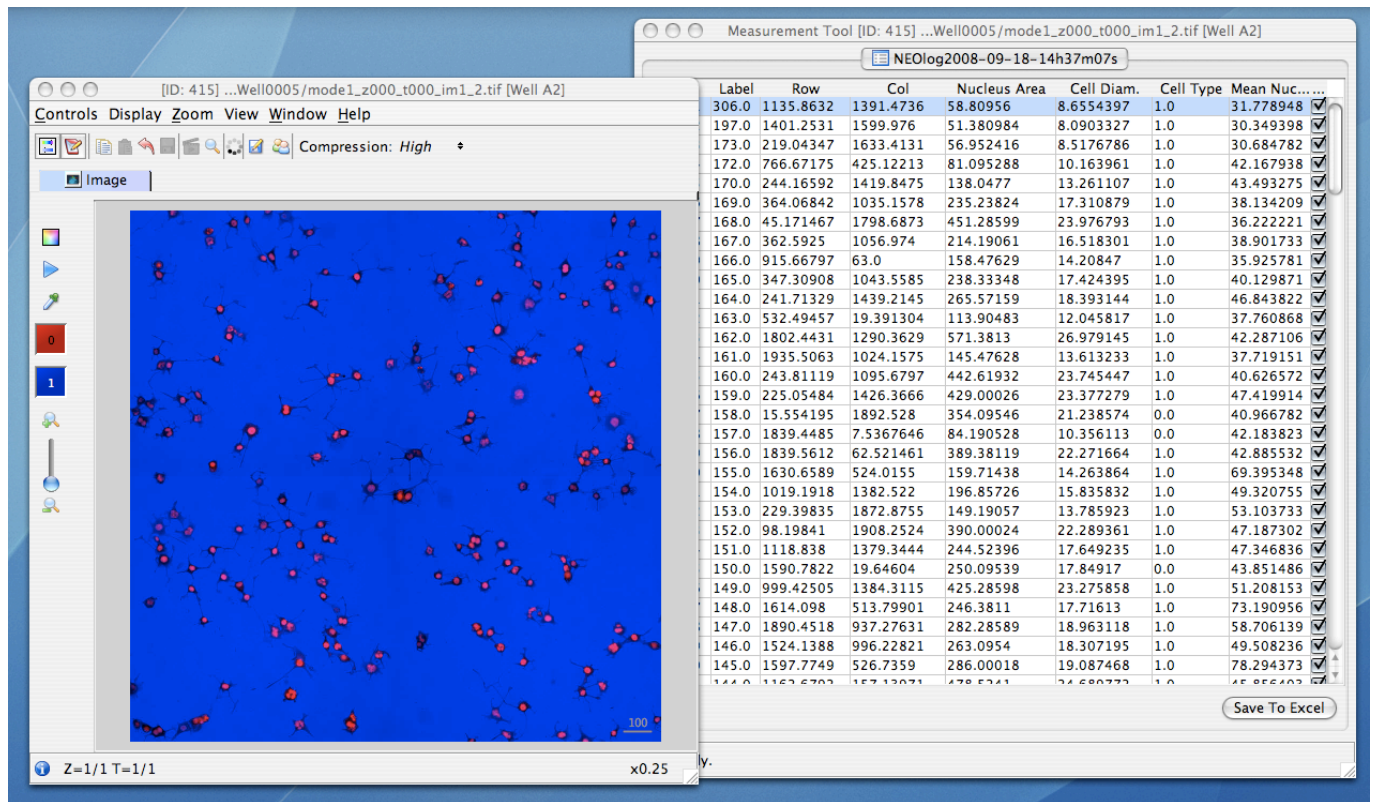 Measurement Tool [ID: 415] ...Well0005/mode1_z000_t000_im1_2.tif [Well A2]
NEOlog2008-09-18-14h37m07s
Label Row Col Nucleus Area Cell Diam. Cell Type Mean Nuc... ...
306.0 1135.8632 1391.4736 58.80956 8.6554397 1.0 31.778948
197.0 1401.2531 1599.976 51.380984 8.0903327 1.0 30.349398
173.0 219.04347 1633.4131 56.952416 8.5176786 1.0 30.684782
172.0 766.67175 425.12213 81.095288 10.163961 1.0 42.167938
170.0 244.16592 1419.8475 138.0477 13.261107 1.0 43.493275
169.0 364.06842 1035.1578 235.23824 17.310879 1.0 38.134209
168.0 45.171467 1798.6873 451.28599 23.976793 1.0 36.222221
167.0 362.5925 1056.974 214.19061 16.518301 1.0 38.901733
166.0 915.66797 63.0 158.47629 14.20847 1.0 35.925781
165.0 347.30908 1043.5585 238.33348 17.424395 1.0 40.129871
164.0 241.71329 1439.2145 265.57159 18.393144 1.0 46.843822
163.0 532.49457 19.391304 113.90483 12.045817 1.0 37.760868
162.0 1802.4431 1290.3629 571.3813 26.979145 1.0 42.287106
161.0 1935.5063 1024.1575 145.47628 13.613233 1.0 37.719151
160.0 243.81119 1095.6797 442.61932 23.745447 1.0 40.626572
159.0 225.05484 1426.3666 429.00026 23.377279 1.0 47.419914
158.0 15.554195 1892.528 354.09546 21.238574 0.0 40.966782
157.0 1839.4485 7.5367646 84.190528 10.356113 0.0 42.183823
156.0 1839.5612 62.521461 389.38119 22.271664 1.0 42.885532
155.0 1630.6589 524.0155 159.71438 14.263864 1.0 69.395348
154.0 1019.1918 1382.522 196.85726 15.835832 1.0 49.320755
153.0 229.39835 1872.8755 149.19057 13.785923 1.0 53.103733
152.0 98.19841 1908.2524 390.00024 22.289361 1.0 47.187302
151.0 1118.838 1379.3444 244.52396 17.649235 1.0 47.346836
150.0 1590.7822 19.64604 250.09539 17.84917 0.0 43.851486
149.0 999.42505 1384.3115 425.28598 23.275858 1.0 51.208153
148.0 1614.098 513.79901 246.3811 17.71613 1.0 73.190956
147.0 1890.4518 937.27631 282.28589 18.963118 1.0 58.706139
146.0 1524.1388 996.22821 263.0954 18.307195 1.0 49.508236
145.0 1597.7749 526.7359 286.00018 19.087468 1.0 78.294373
Save To Excel
[ID: 415] ...Well0005/mode1_z000_t000_im1_2.tif [Well A2]
Controls Display Zoom View Window Help
Compression: High
Image
0
1
100
Z=1/1 T=1/1 x0.25